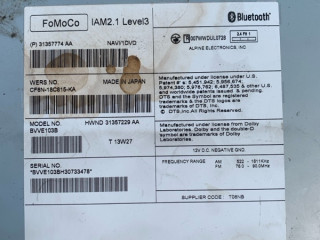 FoMoCo IAM2.1 Level3
Bluetooth®
(P) 31357774 AA NAVI/1DVD
ALPINE ELECTRONICS, INC.
WERS NO. MADE IN JAPAN
CP6N-18C815-KA
Manufactured under license under U.S.
Patent #'s: 5,451,942; 5,956,674;
5,974,380; 5,978,762; 6,487,535 & other U.S.
and worldwide patents issued & pending.
DTS and the Symbol are registered
trademarks & the DTS logos are
trademarks of DTS, Inc.
©DTS, Inc. All Rights Reserved.
MODEL NO. HWND 31357229 AA
BVVE103B
T 13W27
Manufactured under license from Dolby
Laboratories. Dolby and the double-D
symbol are trademarks of Dolby
Laboratories.
12V D.C. NEGATIVE GND
SERIAL NO.
*BVVE103BH30733478*
FREQUENCY RANGE AM 522 - 1611KHz
FM 76.0 - 90.0MHz
SUPPLIER CODE: